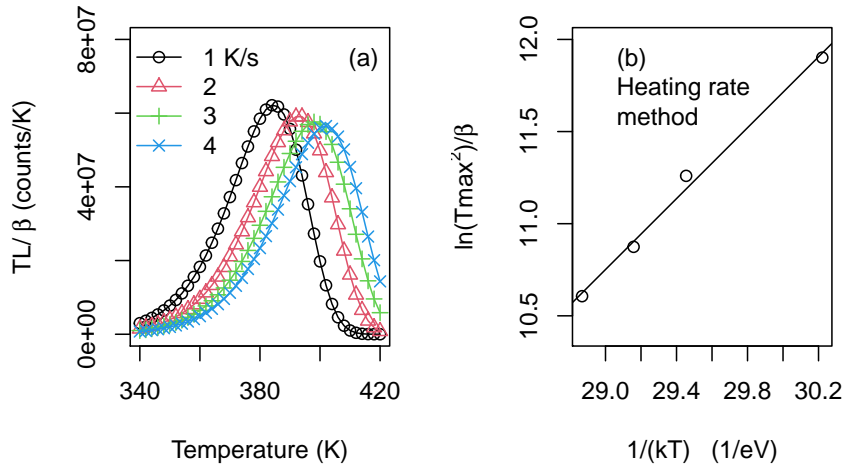 TL/ β (counts/K)
0e+00
4e+07
8e+07
1 K/s
2
3
4
(a)
340
380
420
Temperature (K)
ln(Tmax²)/β
10.5
11.0
11.5
12.0
(b)
Heating rate
method
29.0
29.4
29.8
30.2
1/(kT) (1/eV)